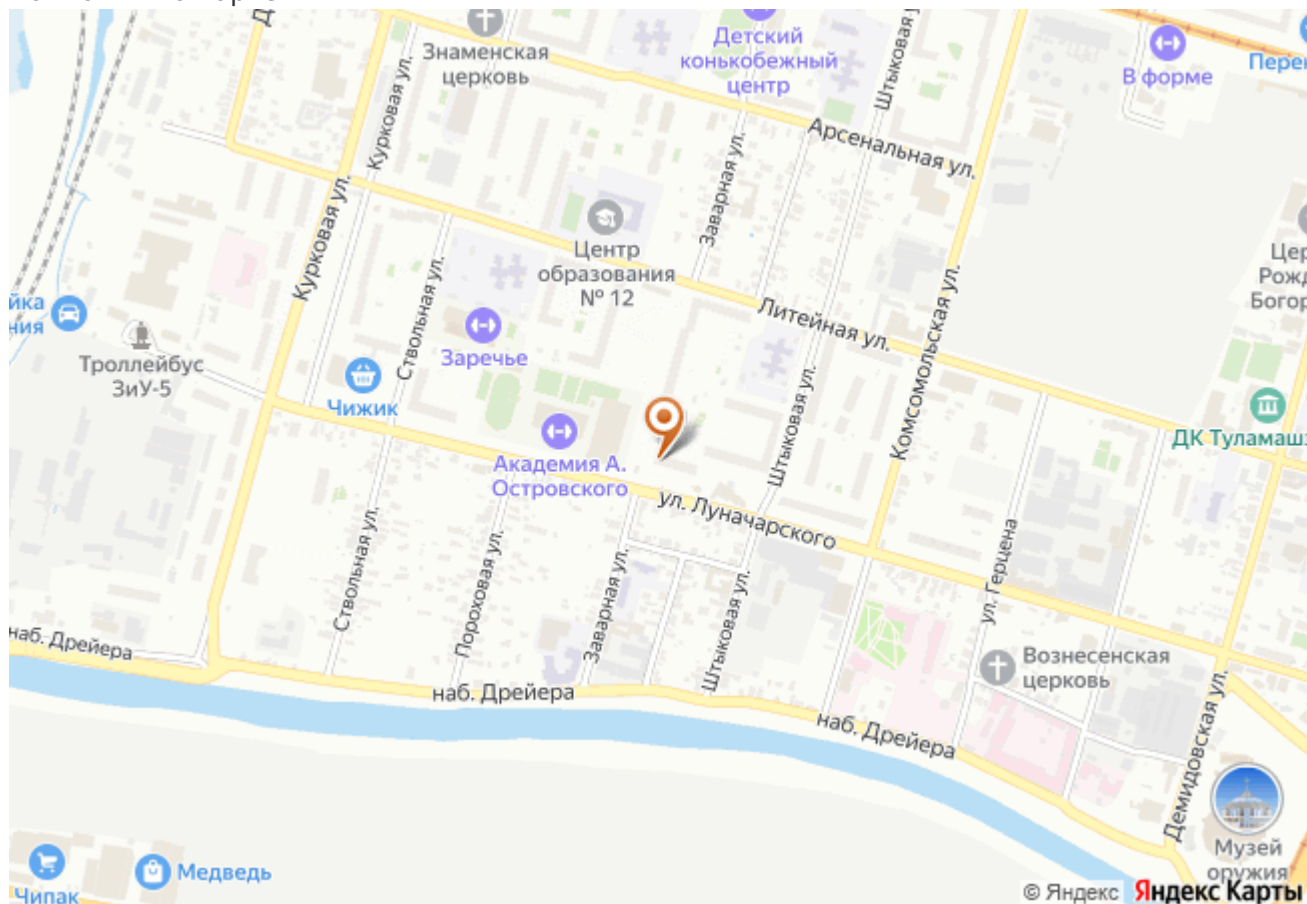 Знаменская
церковь
Детский
конькобежный
центр
Штыковая
В форме
Курковая ул.
Арсенальная ул.
Заварная ул.
Курковая ул.
Центр
образования
№ 12
Ствольная ул.
Литейная ул.
Комсомольская ул.
Троллейбус
ЗиУ-5
Заречье
Чижик
Штыковая ул.
Академия А.
Островского
ул. Луначарского
Ствольная ул.
Пороховая ул.
Заварная ул.
Штыковая ул.
ул. Герцена
Вознесенская
церковь
наб. Дрейера
наб. Дрейера
наб. Дрейера
Демидовская ул.
Музей
оружия
Медведь
Чипак
© Яндекс Яндекс Карты